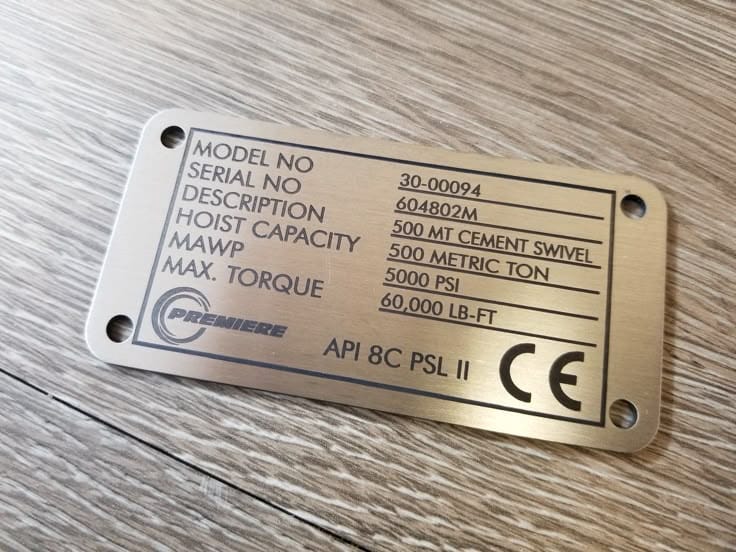 MODEL NO 30-00094
SERIAL NO 604802M
DESCRIPTION 500 MT CEMENT SWIVEL
HOIST CAPACITY 500 METRIC TON
MAWP 5000 PSI
MAX. TORQUE 60,000 LB-FT
PREMIERE
API 8C PSL II CE